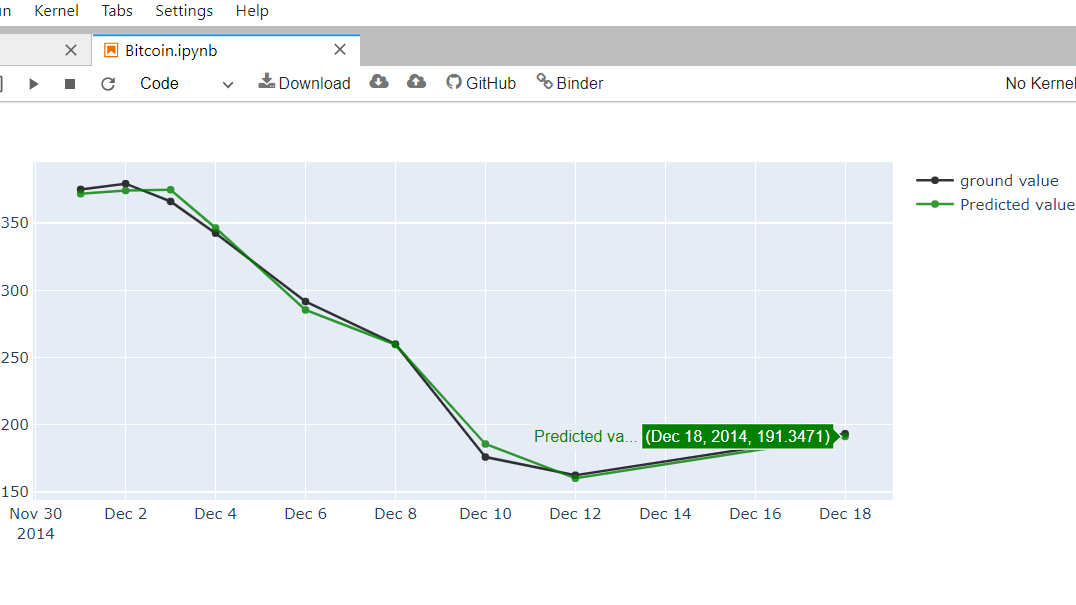 un Kernel Tabs Settings Help
Bitcoin.ipynb
Code Download GitHub Binder No Kernel
ground value
Predicted value
350
300
250
200
150
Predicted va... (Dec 18, 2014, 191.3471)
Nov 30 Dec 2 Dec 4 Dec 6 Dec 8 Dec 10 Dec 12 Dec 14 Dec 16 Dec 18
2014